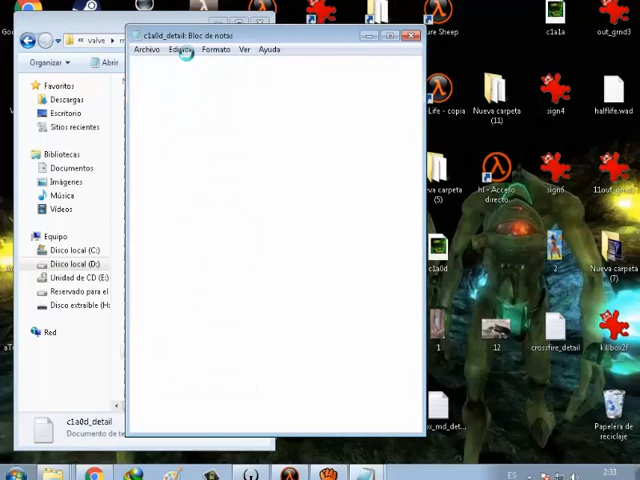 c1a0d_detail: Bloc de notas
Archivo Edición Formato Ver Ayuda
valve
Organizar Abrir
Favoritos
Descargas
Escritorio
Sitios recientes
Bibliotecas
Documentos
Imágenes
Música
Vídeos
Equipo
Disco local (C:)
Disco local (D:)
Unidad de CD (E:)
Reservado para el
Disco extraíble (H:
Red
c1a0d_detail
Documento de te
Sheep
c1a1a
out_grnd3
Life - copia
Nueva carpeta
(11)
sign4
halflife.wad
carpeta
(5)
hl - Acceso
directo
sign6
c1a0d
2
Nueva carpeta
(7)
1
12
crossfire_detail
killbox2f
Papelera de
reciclaje
ES
2:33